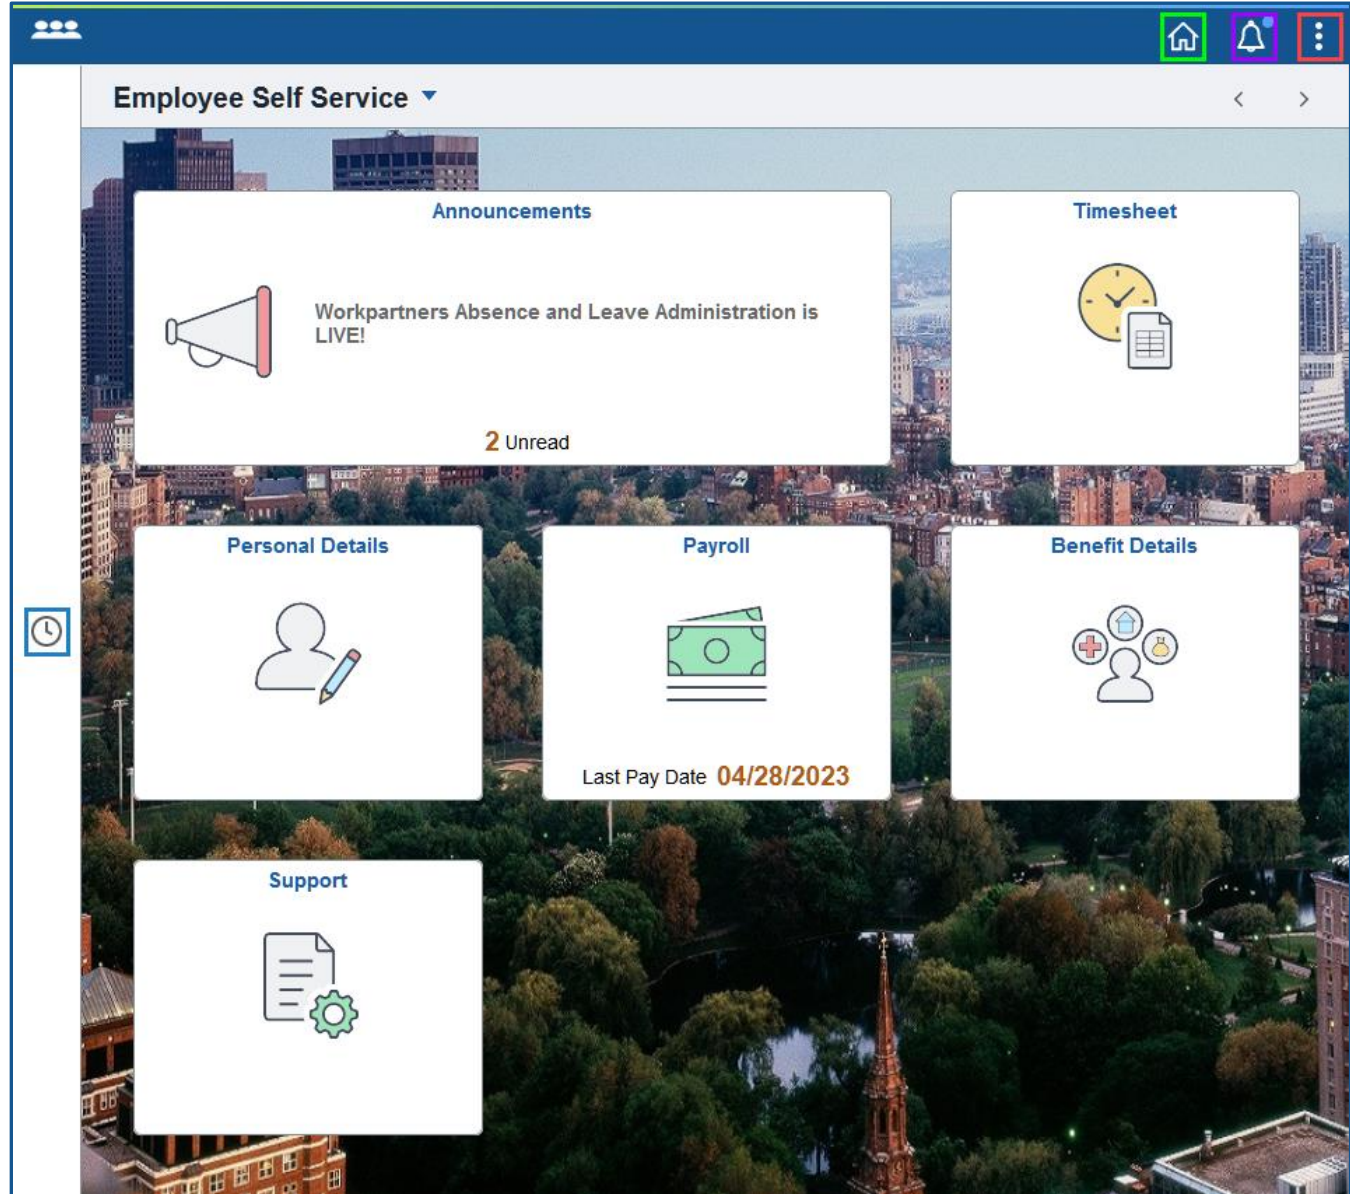 Employee Self Service
Announcements
Workpartners Absence and Leave Administration is
LIVE!
2 Unread
Timesheet
Personal Details
Payroll
Last Pay Date 04/28/2023
Benefit Details
Support